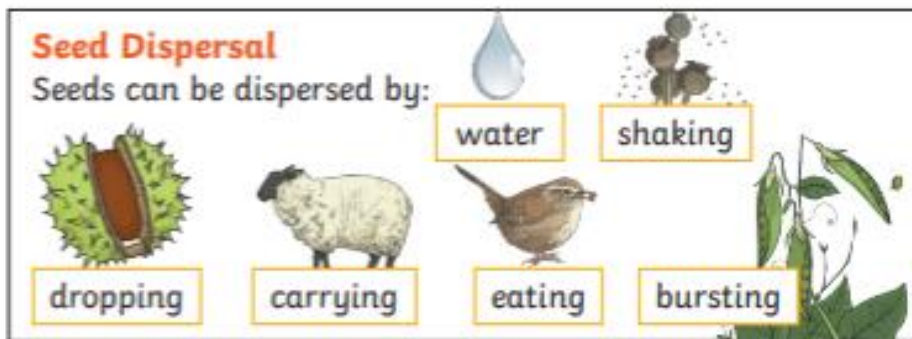 Seed Dispersal
Seeds can be dispersed by:
water
shaking
dropping
carrying
eating
bursting